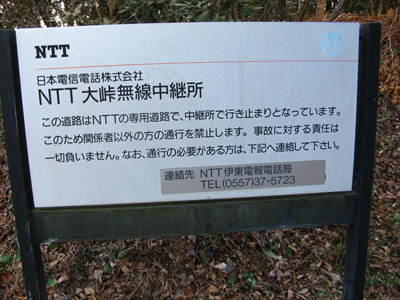 NTT
日本電信電話株式会社
NTT大峠無線中継所
この道路はNTTの専用道路で、中継所で行き止まりとなっています。
このため関係者以外の方の通行を禁止します。事故に対する責任は
一切負いません。なお、通行の必要がある方は、下記へ連絡して下さい。
連絡先 NTT伊東電報電話局
TEL(0557)37-5723